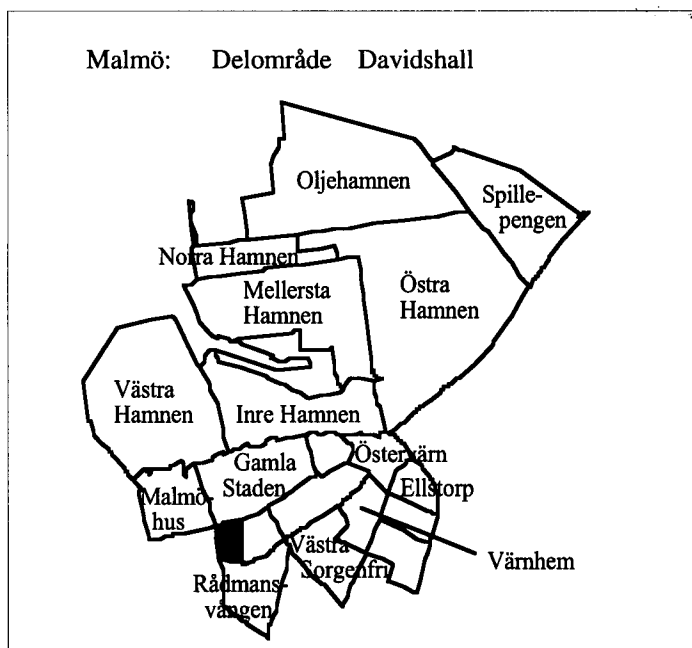 Malmö: Delområde Davidshall
Oljehamnen
Spille-
pengen
Norra Hamnen
Mellersta
Hamnen
Östra
Hamnen
Västra
Hamnen
Inre Hamnen
Östervärn
Gamla
Staden
Ellstorp
Malmö-
hus
Västra
Sorgenfri
Värnhem
Rådmans-
vången